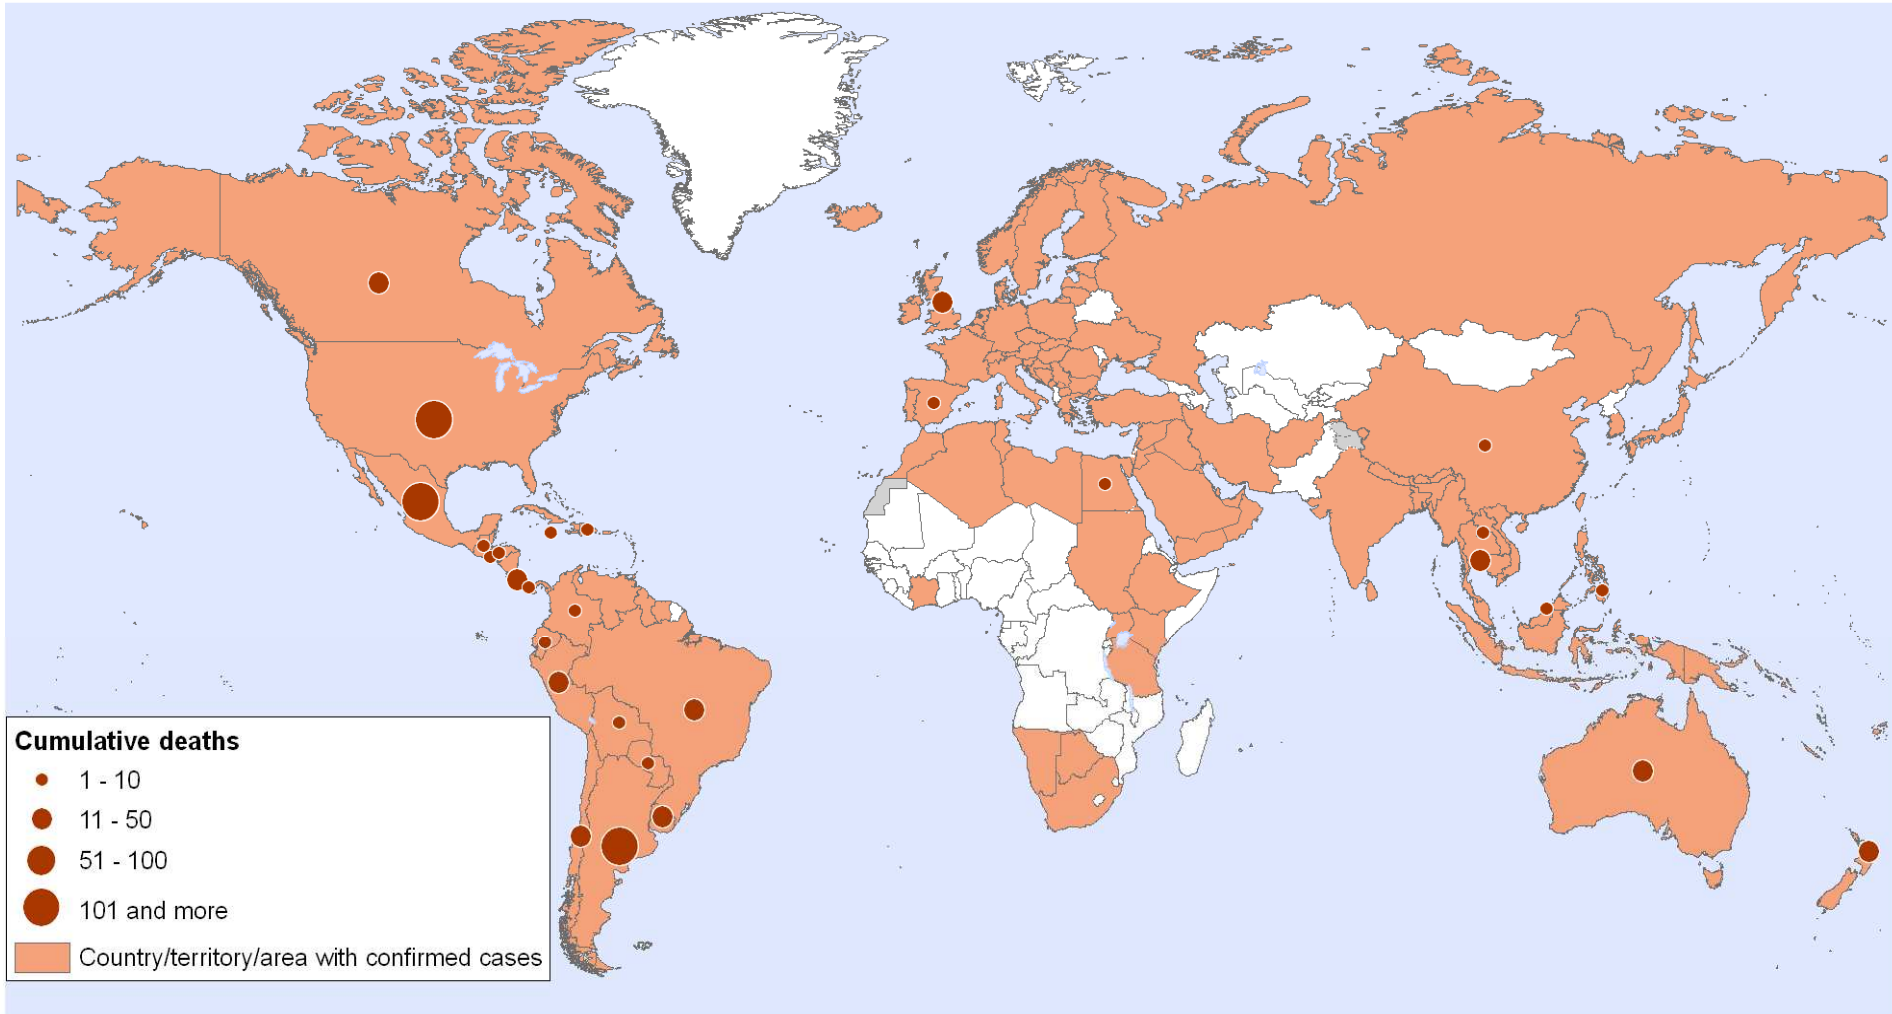 Cumulative deaths
1 - 10
11 - 50
51 - 100
101 and more
Country/territory/area with confirmed cases